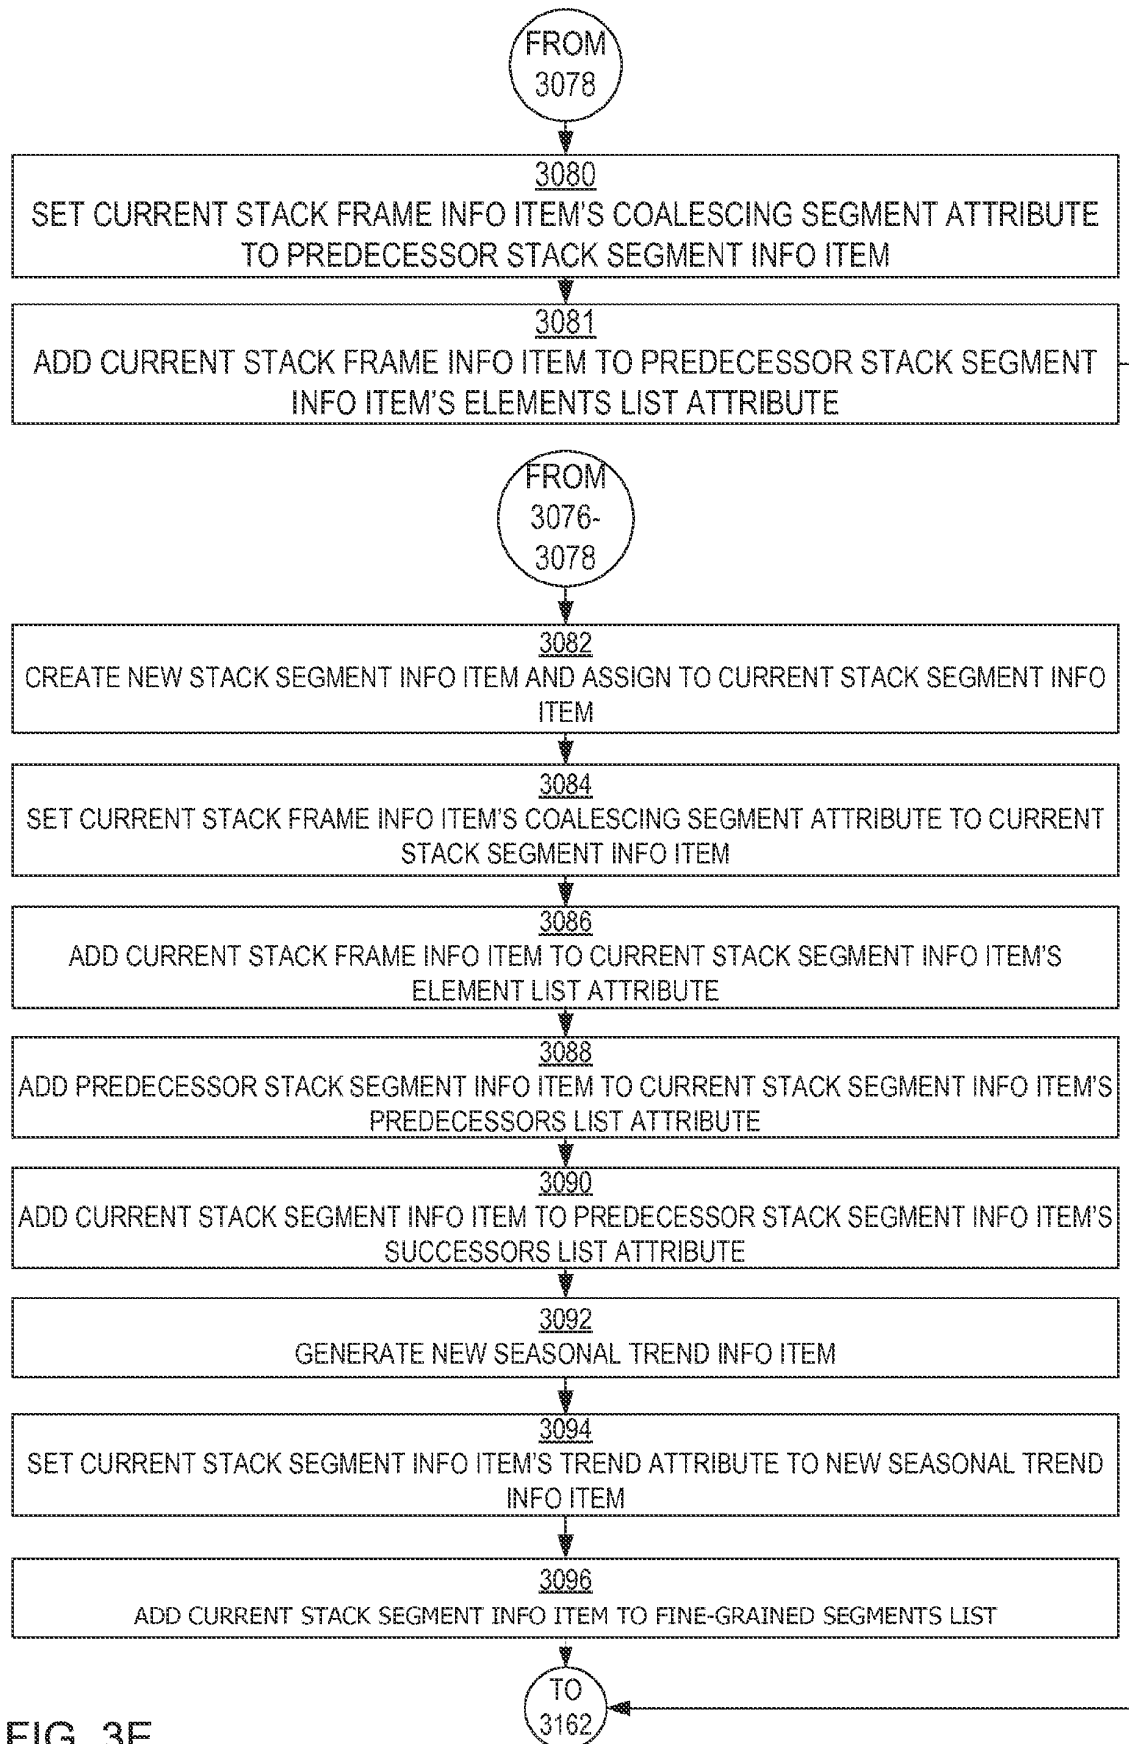 FROM
3078
3080
SET CURRENT STACK FRAME INFO ITEM'S COALESCING SEGMENT ATTRIBUTE
TO PREDECESSOR STACK SEGMENT INFO ITEM
3081
ADD CURRENT STACK FRAME INFO ITEM TO PREDECESSOR STACK SEGMENT
INFO ITEM'S ELEMENTS LIST ATTRIBUTE
FROM
3076-
3078
3082
CREATE NEW STACK SEGMENT INFO ITEM AND ASSIGN TO CURRENT STACK SEGMENT INFO
ITEM
3084
SET CURRENT STACK FRAME INFO ITEM'S COALESCING SEGMENT ATTRIBUTE TO CURRENT
STACK SEGMENT INFO ITEM
3086
ADD CURRENT STACK FRAME INFO ITEM TO CURRENT STACK SEGMENT INFO ITEM'S
ELEMENT LIST ATTRIBUTE
3088
ADD PREDECESSOR STACK SEGMENT INFO ITEM TO CURRENT STACK SEGMENT INFO ITEM'S
PREDECESSORS LIST ATTRIBUTE
3090
ADD CURRENT STACK SEGMENT INFO ITEM TO PREDECESSOR STACK SEGMENT INFO ITEM'S
SUCCESSORS LIST ATTRIBUTE
3092
GENERATE NEW SEASONAL TREND INFO ITEM
3094
SET CURRENT STACK SEGMENT INFO ITEM'S TREND ATTRIBUTE TO NEW SEASONAL TREND
INFO ITEM
3096
ADD CURRENT STACK SEGMENT INFO ITEM TO FINE-GRAINED SEGMENTS LIST
TO
3162
FIG.